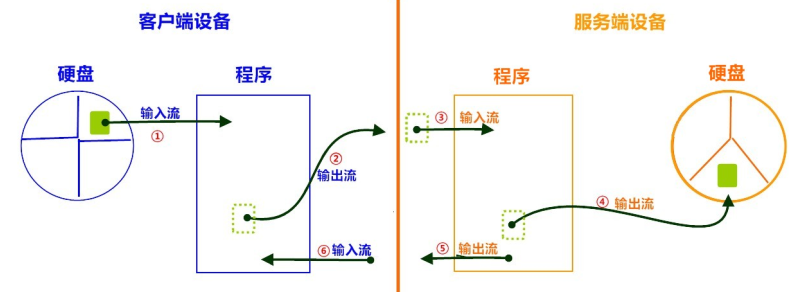 客户端设备
服务端设备
硬盘
程序
程序
硬盘
输入流
①
②
输出流
③ 输入流
④ 输出流
⑥ 输入流
⑤ 输出流